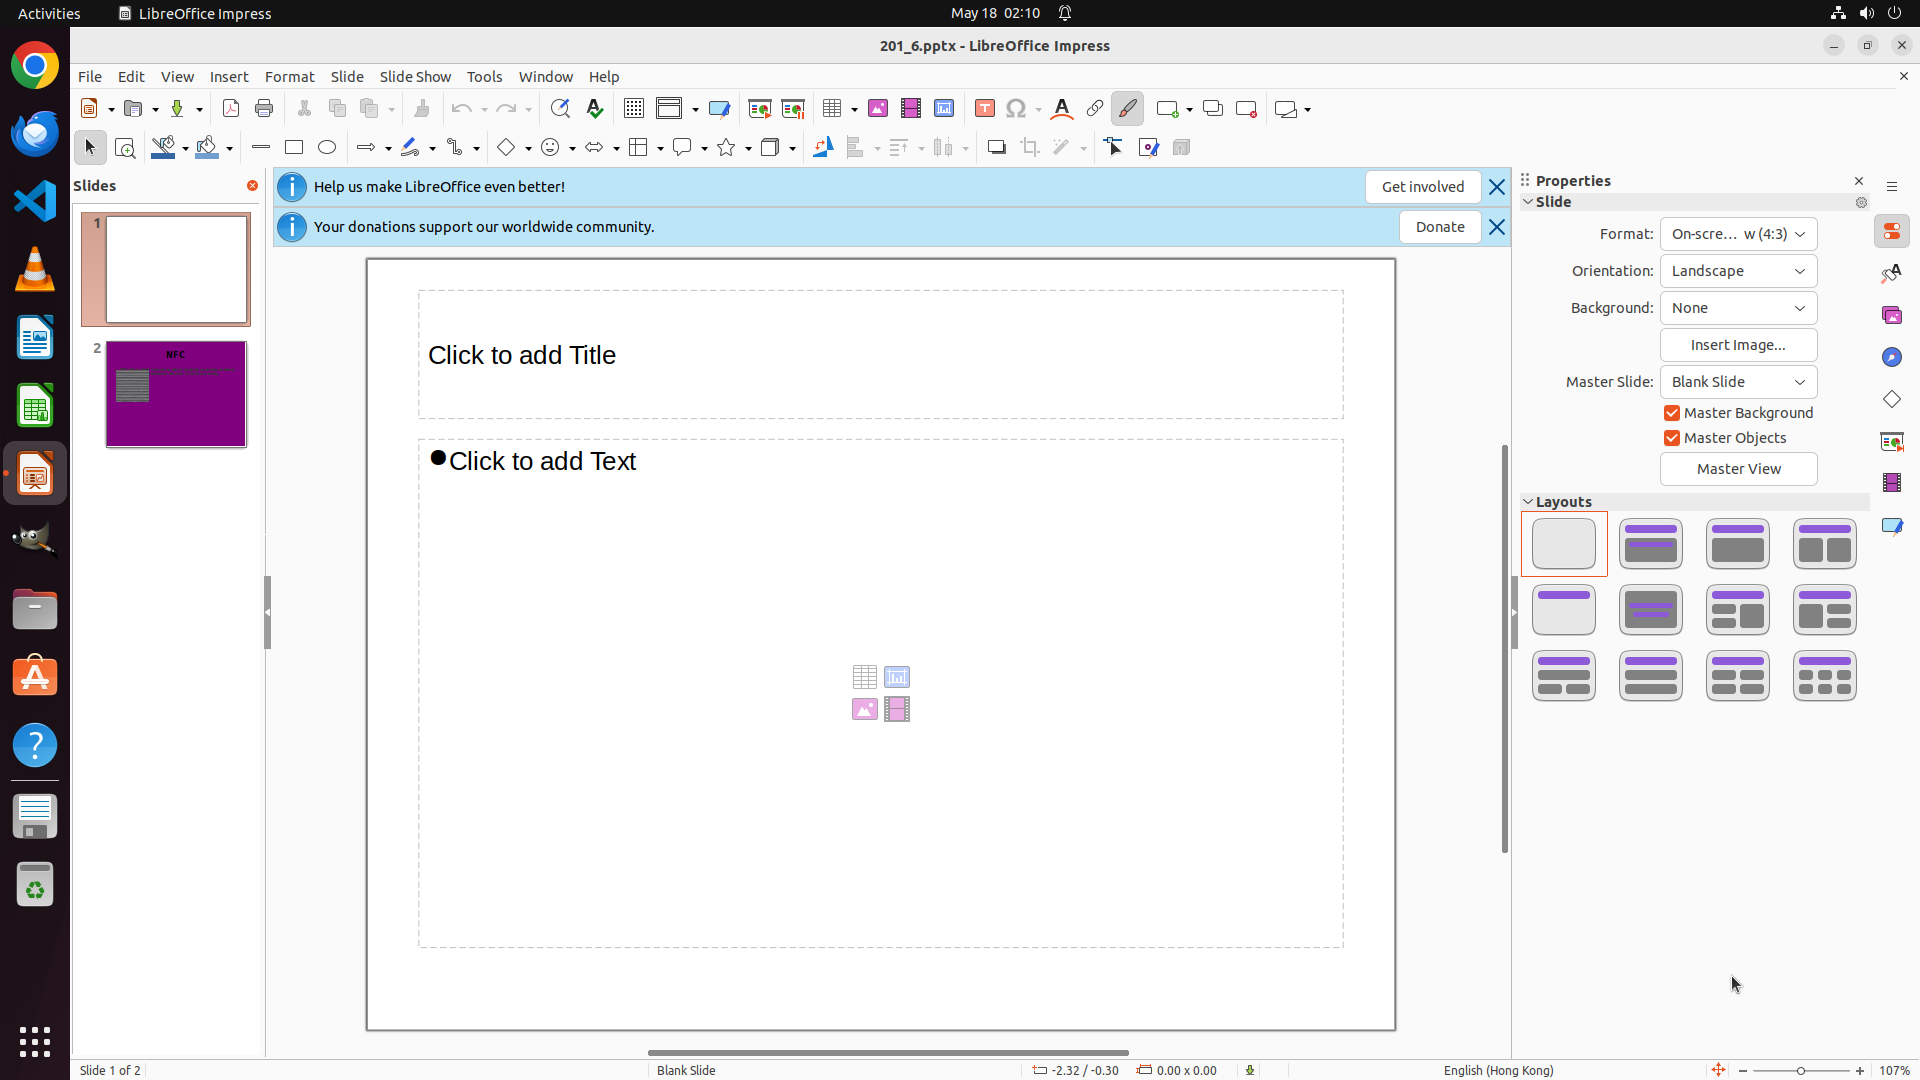 Activities
LibreOffice Impress
May 18 02:10
201_6.pptx - LibreOffice Impress
File Edit View Insert Format Slide Slide Show Tools Window Help
Slides
Help us make LibreOffice even better!
Get involved
Your donations support our worldwide community.
Donate
1
2
NFC
Click to add Title
Click to add Text
Properties
Slide
Format:
On-scre... w (4:3)
Orientation:
Landscape
Background:
None
Insert Image...
Master Slide:
Blank Slide
Master Background
Master Objects
Master View
Layouts
Slide 1 of 2
Blank Slide
-2.32 / -0.30
0.00 x 0.00
English (Hong Kong)
107%